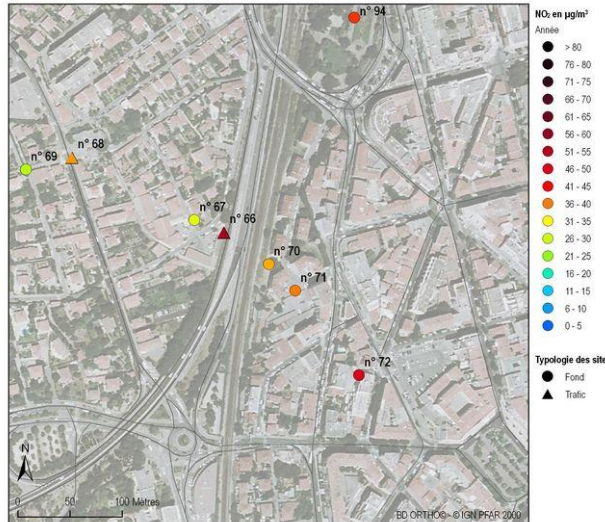 n° 94
n° 68
n° 69
n° 67
n° 66
n° 70
n° 71
n° 72
N
0 50 100 Mètres
BD ORTHO® - © IGN PFAR 2000
NO₂ en µg/m³
Année
> 80
76 - 80
71 - 75
66 - 70
61 - 65
56 - 60
51 - 55
46 - 50
41 - 45
36 - 40
31 - 35
26 - 30
21 - 25
16 - 20
11 - 15
6 - 10
0 - 5
Typologie des site
Fond
Trafic